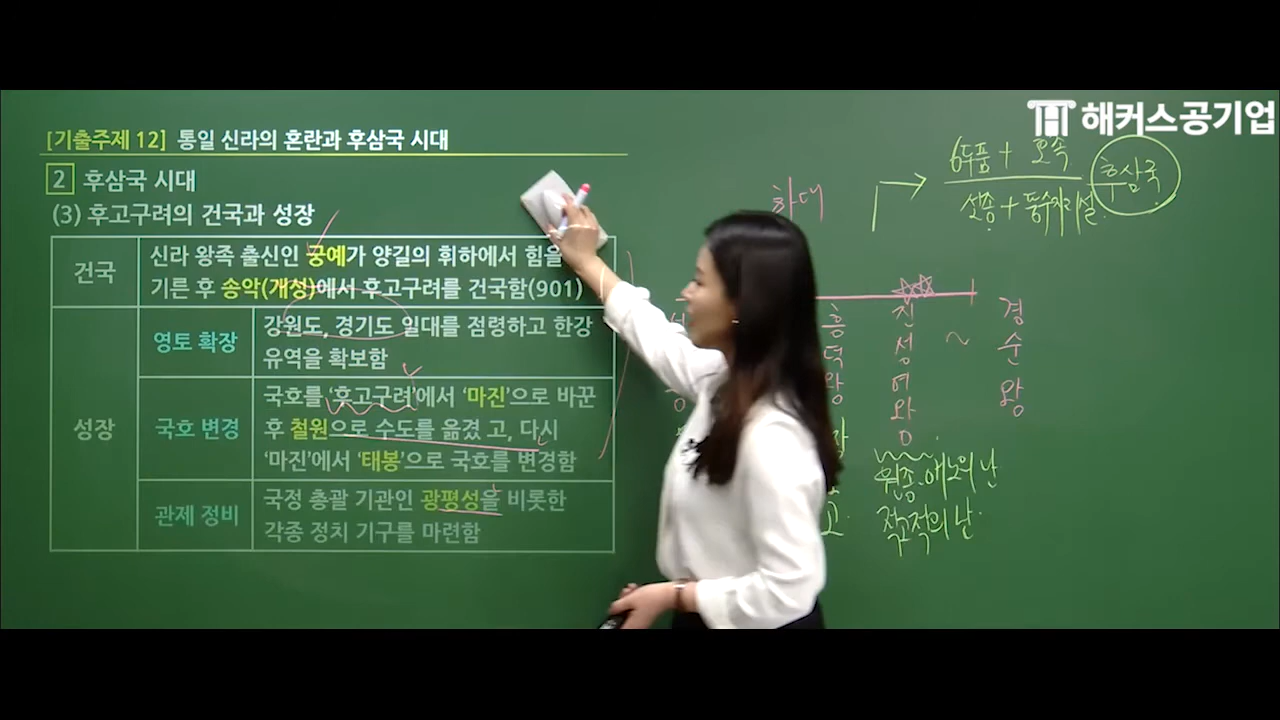 해커스공기업
[기출주제 12] 통일 신라의 혼란과 후삼국 시대
2 후삼국 시대
(3) 후고구려의 건국과 성장
건국
신라 왕족 출신인 궁예가 양길의 휘하에서 힘을
기른 후 송악(개성)에서 후고구려를 건국함(901)
성장
영토 확장
강원도, 경기도 일대를 점령하고 한강
유역을 확보함
국호 변경
국호를 '후고구려'에서 '마진'으로 바꾼
후 철원으로 수도를 옮겼 고, 다시
'마진'에서 '태봉'으로 국호를 변경함
관제 정비
국정 총괄 기관인 광평성을 비롯한
각종 정치 기구를 마련함
하대
6두품 + 호족
선종 + 풍수지리설
후삼국
흥덕왕
진성여왕
~
경순왕
원종·애노의 난
적고적의 난